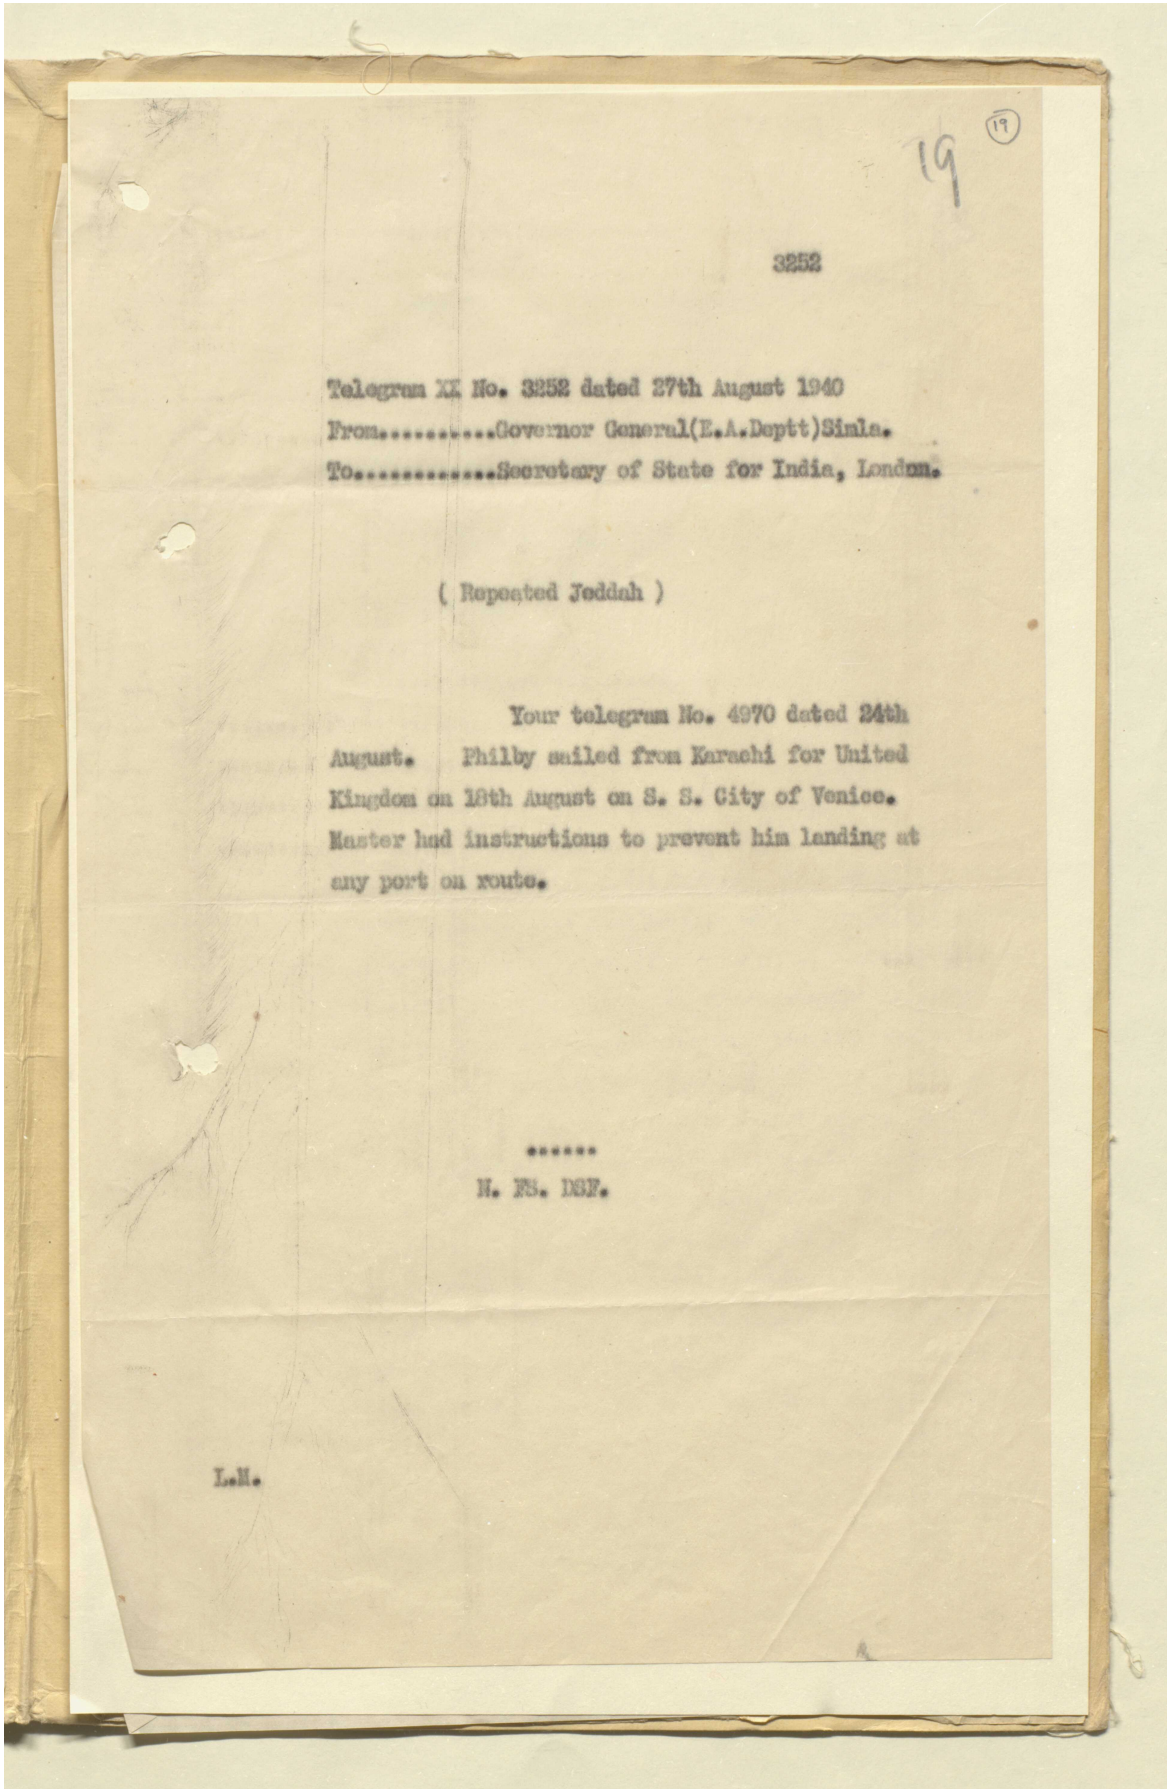 19
19
3252
Telegram XX No. 3252 dated 27th August 1940
From..........Governor General(E.A.Deptt)Simla.
To............Secretary of State for India, London.
( Repeated Jeddah )
Your telegram No. 4970 dated 24th
August. Philby sailed from Karachi for United
Kingdom on 18th August on S. S. City of Venice.
Master had instructions to prevent him landing at
any port on route.
......
N. FS. DSF.
L.M.